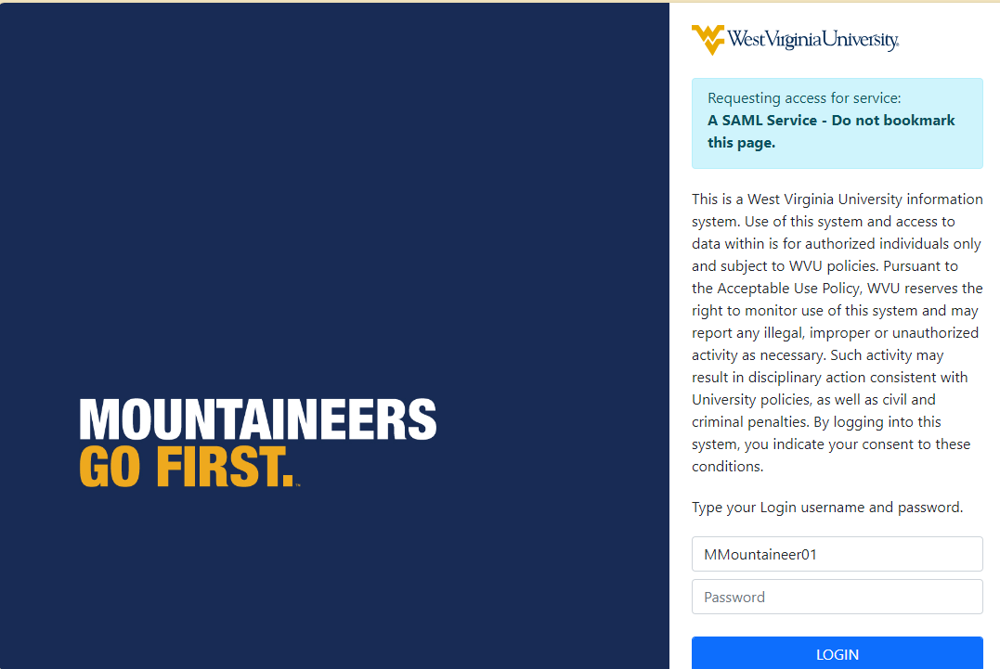 MOUNTAINEERS
GO FIRST.™
West Virginia University.
Requesting access for service:
A SAML Service - Do not bookmark
this page.
This is a West Virginia University information
system. Use of this system and access to
data within is for authorized individuals only
and subject to WVU policies. Pursuant to
the Acceptable Use Policy, WVU reserves the
right to monitor use of this system and may
report any illegal, improper or unauthorized
activity as necessary. Such activity may
result in disciplinary action consistent with
University policies, as well as civil and
criminal penalties. By logging into this
system, you indicate your consent to these
conditions.
Type your Login username and password.
MMountaineer01
Password
LOGIN